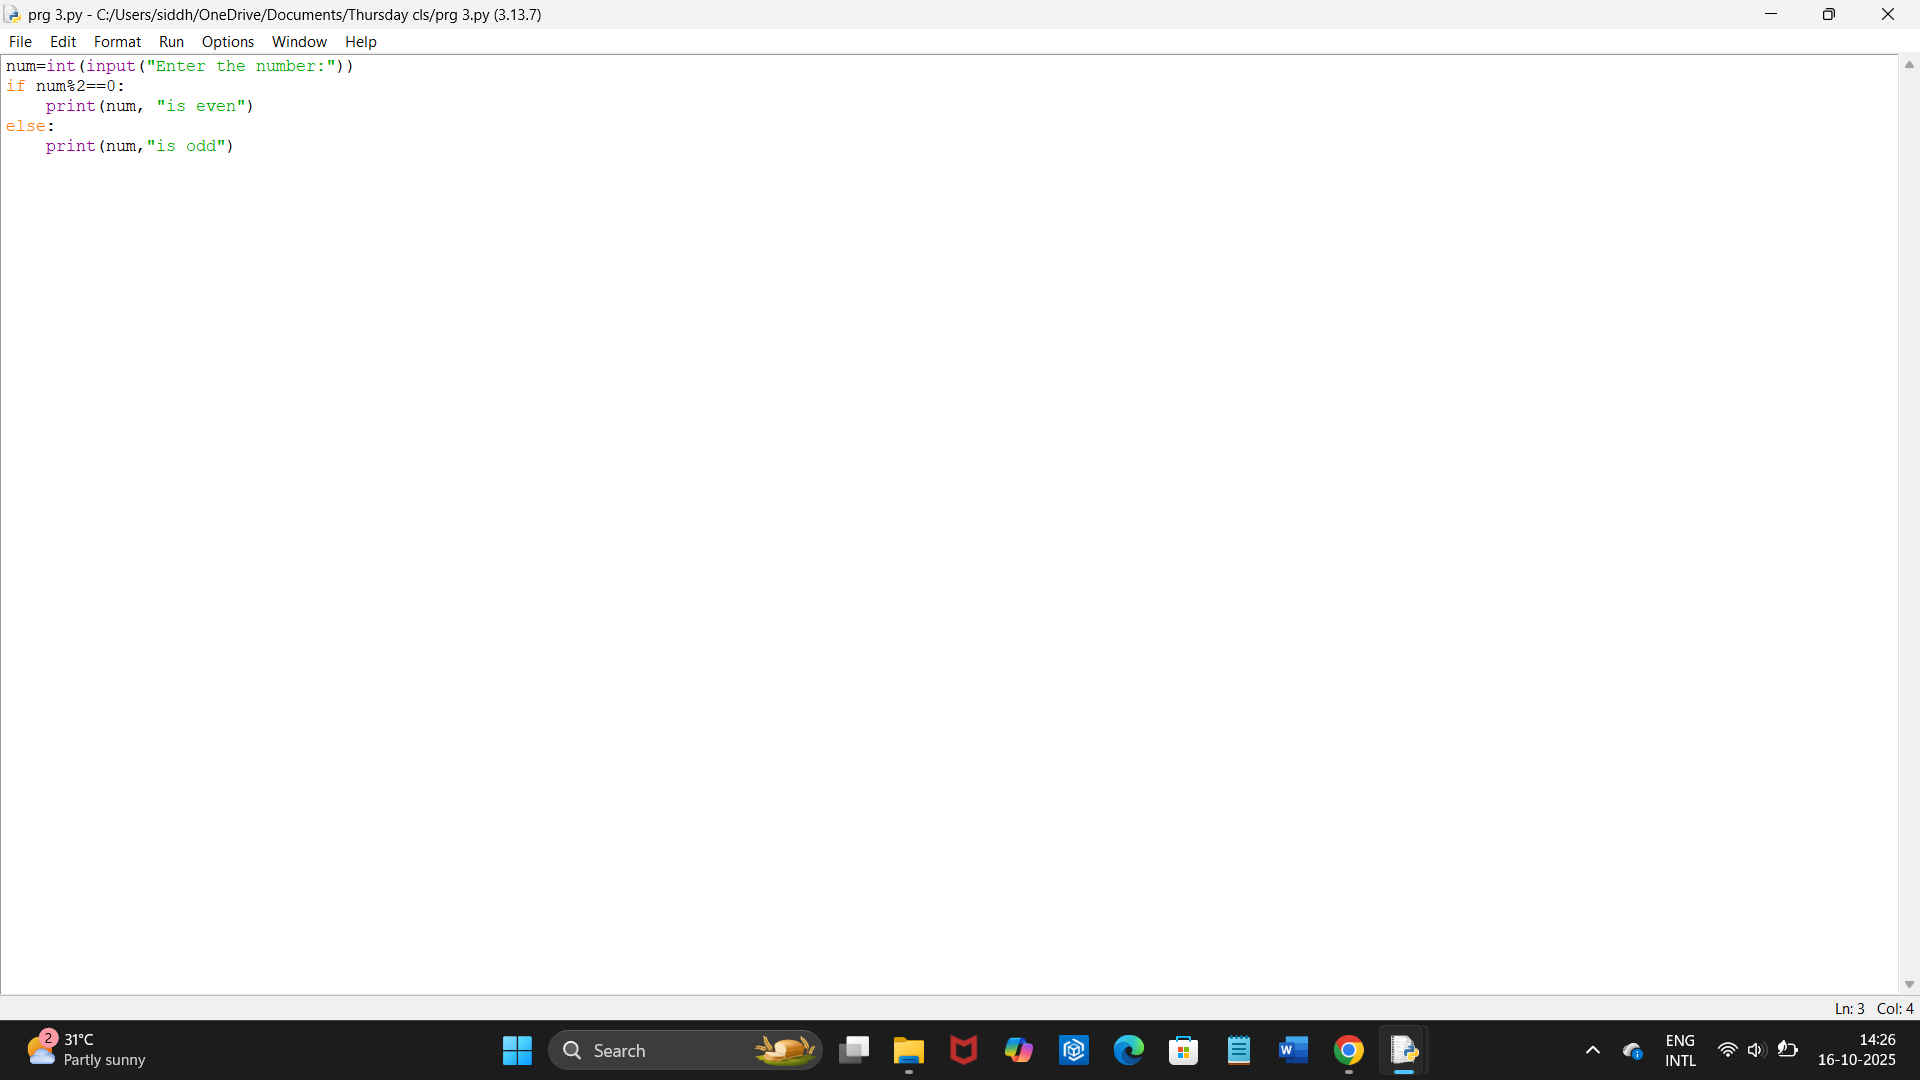 prg 3.py - C:/Users/siddh/OneDrive/Documents/Thursday cls/prg 3.py (3.13.7)
File Edit Format Run Options Window Help
num=int(input("Enter the number:"))
if num%2==0:
    print(num, "is even")
else:
    print(num,"is odd")
Ln: 3 Col: 4
2
31°C
Partly sunny
Search
W
ENG
INTL
14:26
16-10-2025